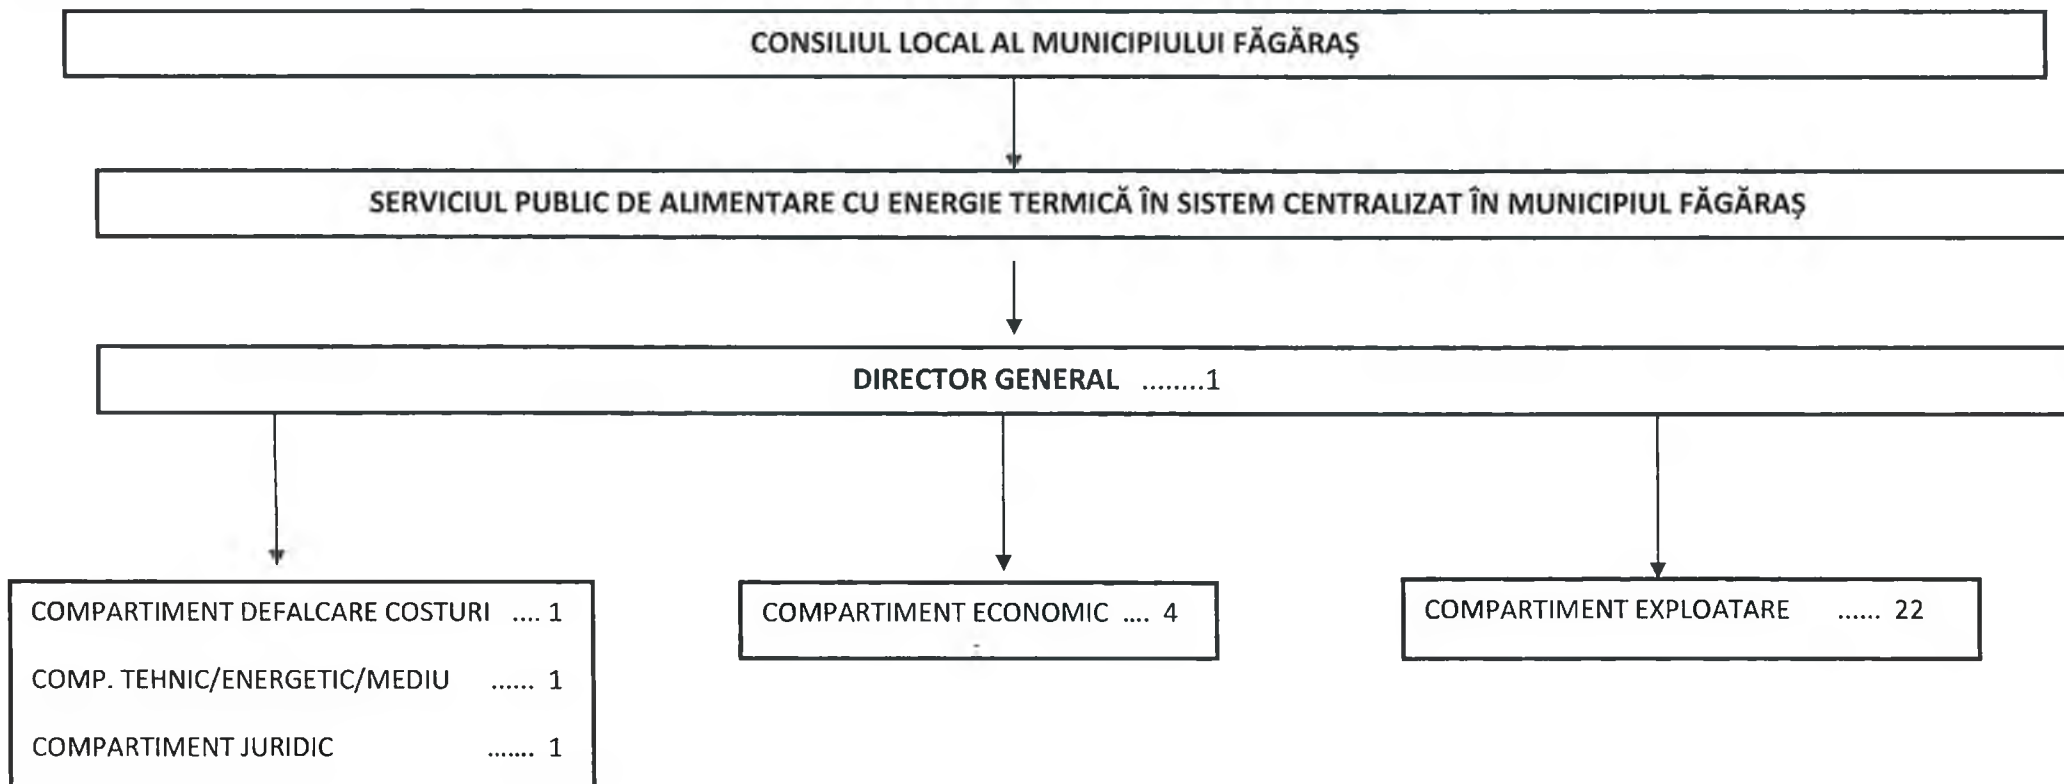 CONSILIUL LOCAL AL MUNICIPIULUI FĂGĂRAȘ
SERVICIUL PUBLIC DE ALIMENTARE CU ENERGIE TERMICĂ ÎN SISTEM CENTRALIZAT ÎN MUNICIPIUL FĂGĂRAȘ
DIRECTOR GENERAL ........1
COMPARTIMENT DEFALCARE COSTURI .... 1
COMP. TEHNIC/ENERGETIC/MEDIU ...... 1
COMPARTIMENT JURIDIC ....... 1
COMPARTIMENT ECONOMIC .... 4
COMPARTIMENT EXPLOATARE ...... 22